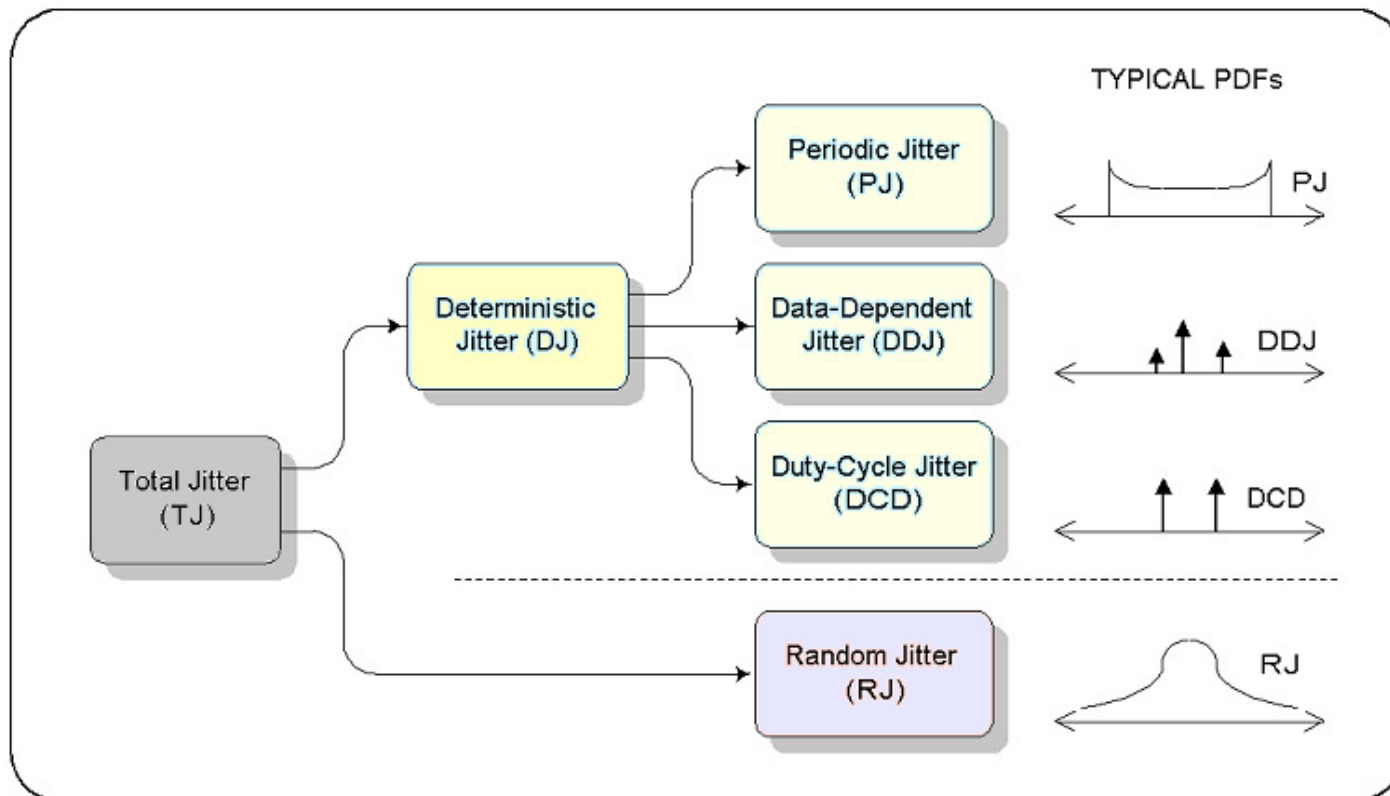 TYPICAL PDFs
Periodic Jitter
(PJ)
PJ
Deterministic
Jitter (DJ)
Data-Dependent
Jitter (DDJ)
DDJ
Total Jitter
(TJ)
Duty-Cycle Jitter
(DCD)
DCD
Random Jitter
(RJ)
RJ